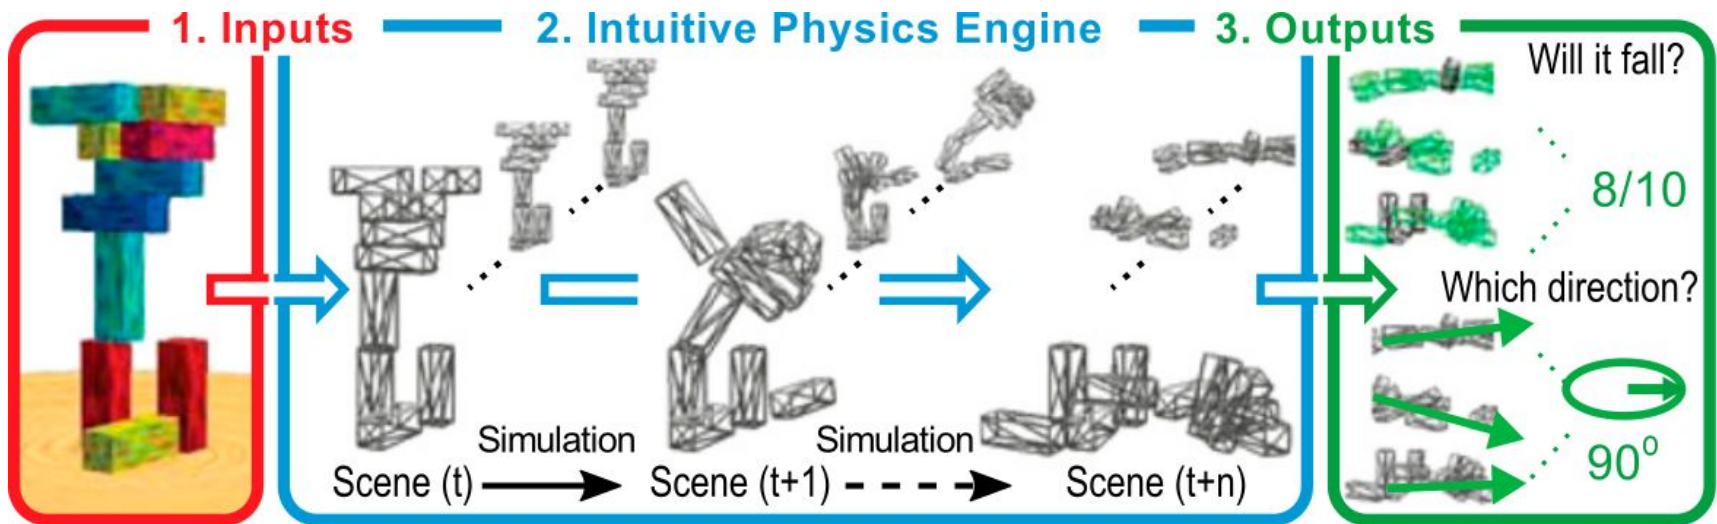 1. Inputs
2. Intuitive Physics Engine
3. Outputs
Will it fall?
8/10
Which direction?
90⁰
Simulation
Simulation
Scene (t)
Scene (t+1)
Scene (t+n)